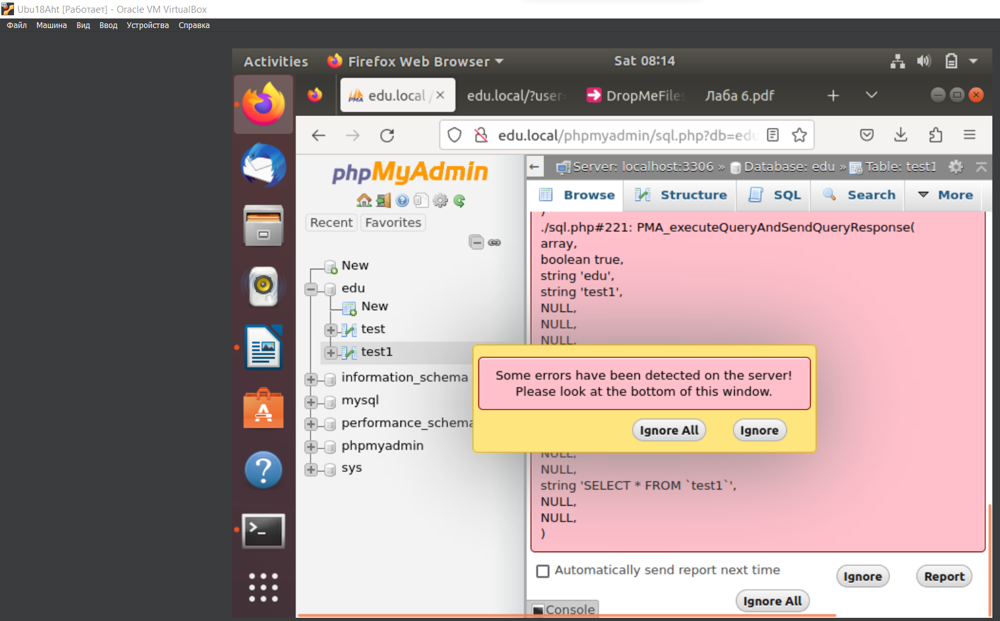 Ubu18Aht [Работает] - Oracle VM VirtualBox
Файл Машина Вид Ввод Устройства Справка
Activities Firefox Web Browser Sat 08:14
edu.local / edu.local/?user= DropMeFiles Лаба 6.pdf
edu.local/phpmyadmin/sql.php?db=edu
phpMyAdmin
Recent Favorites
New
edu
New
test
test1
information_schema
mysql
performance_schema
phpmyadmin
sys
Server: localhost:3306 » Database: edu » Table: test1
Browse Structure SQL Search More
)
./sql.php#221: PMA_executeQueryAndSendQueryResponse(
array,
boolean true,
string 'edu',
string 'test1',
NULL,
NULL,
NULL,
Some errors have been detected on the server!
Please look at the bottom of this window.
Ignore All Ignore
NULL,
NULL,
string 'SELECT * FROM `test1`',
NULL,
NULL,
)
Automatically send report next time
Ignore Report
Ignore All
Console